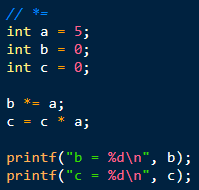 // *=
int a = 5;
int b = 0;
int c = 0;
b *= a;
c = c * a;
printf("b = %d\n", b);
printf("c = %d\n", c);